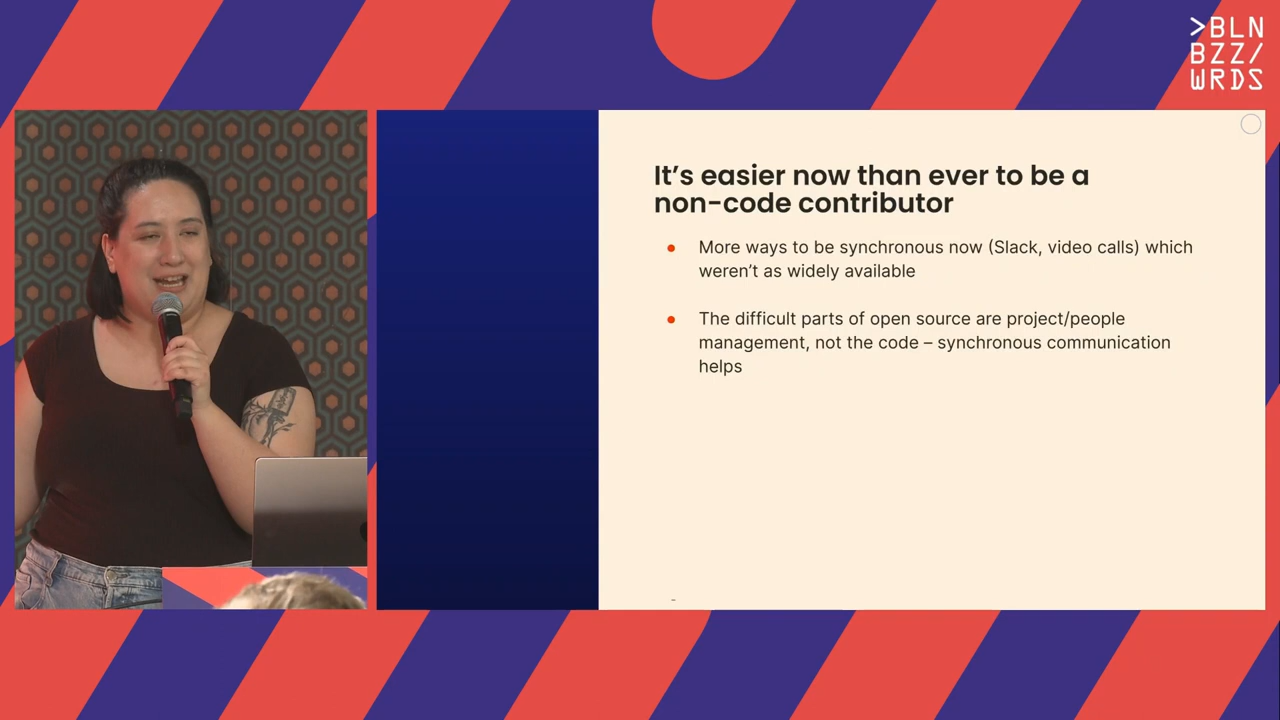 >BLN
BZZ/
WRDS
It's easier now than ever to be a
non-code contributor
More ways to be synchronous now (Slack, video calls) which
weren't as widely available
The difficult parts of open source are project/people
management, not the code – synchronous communication
helps